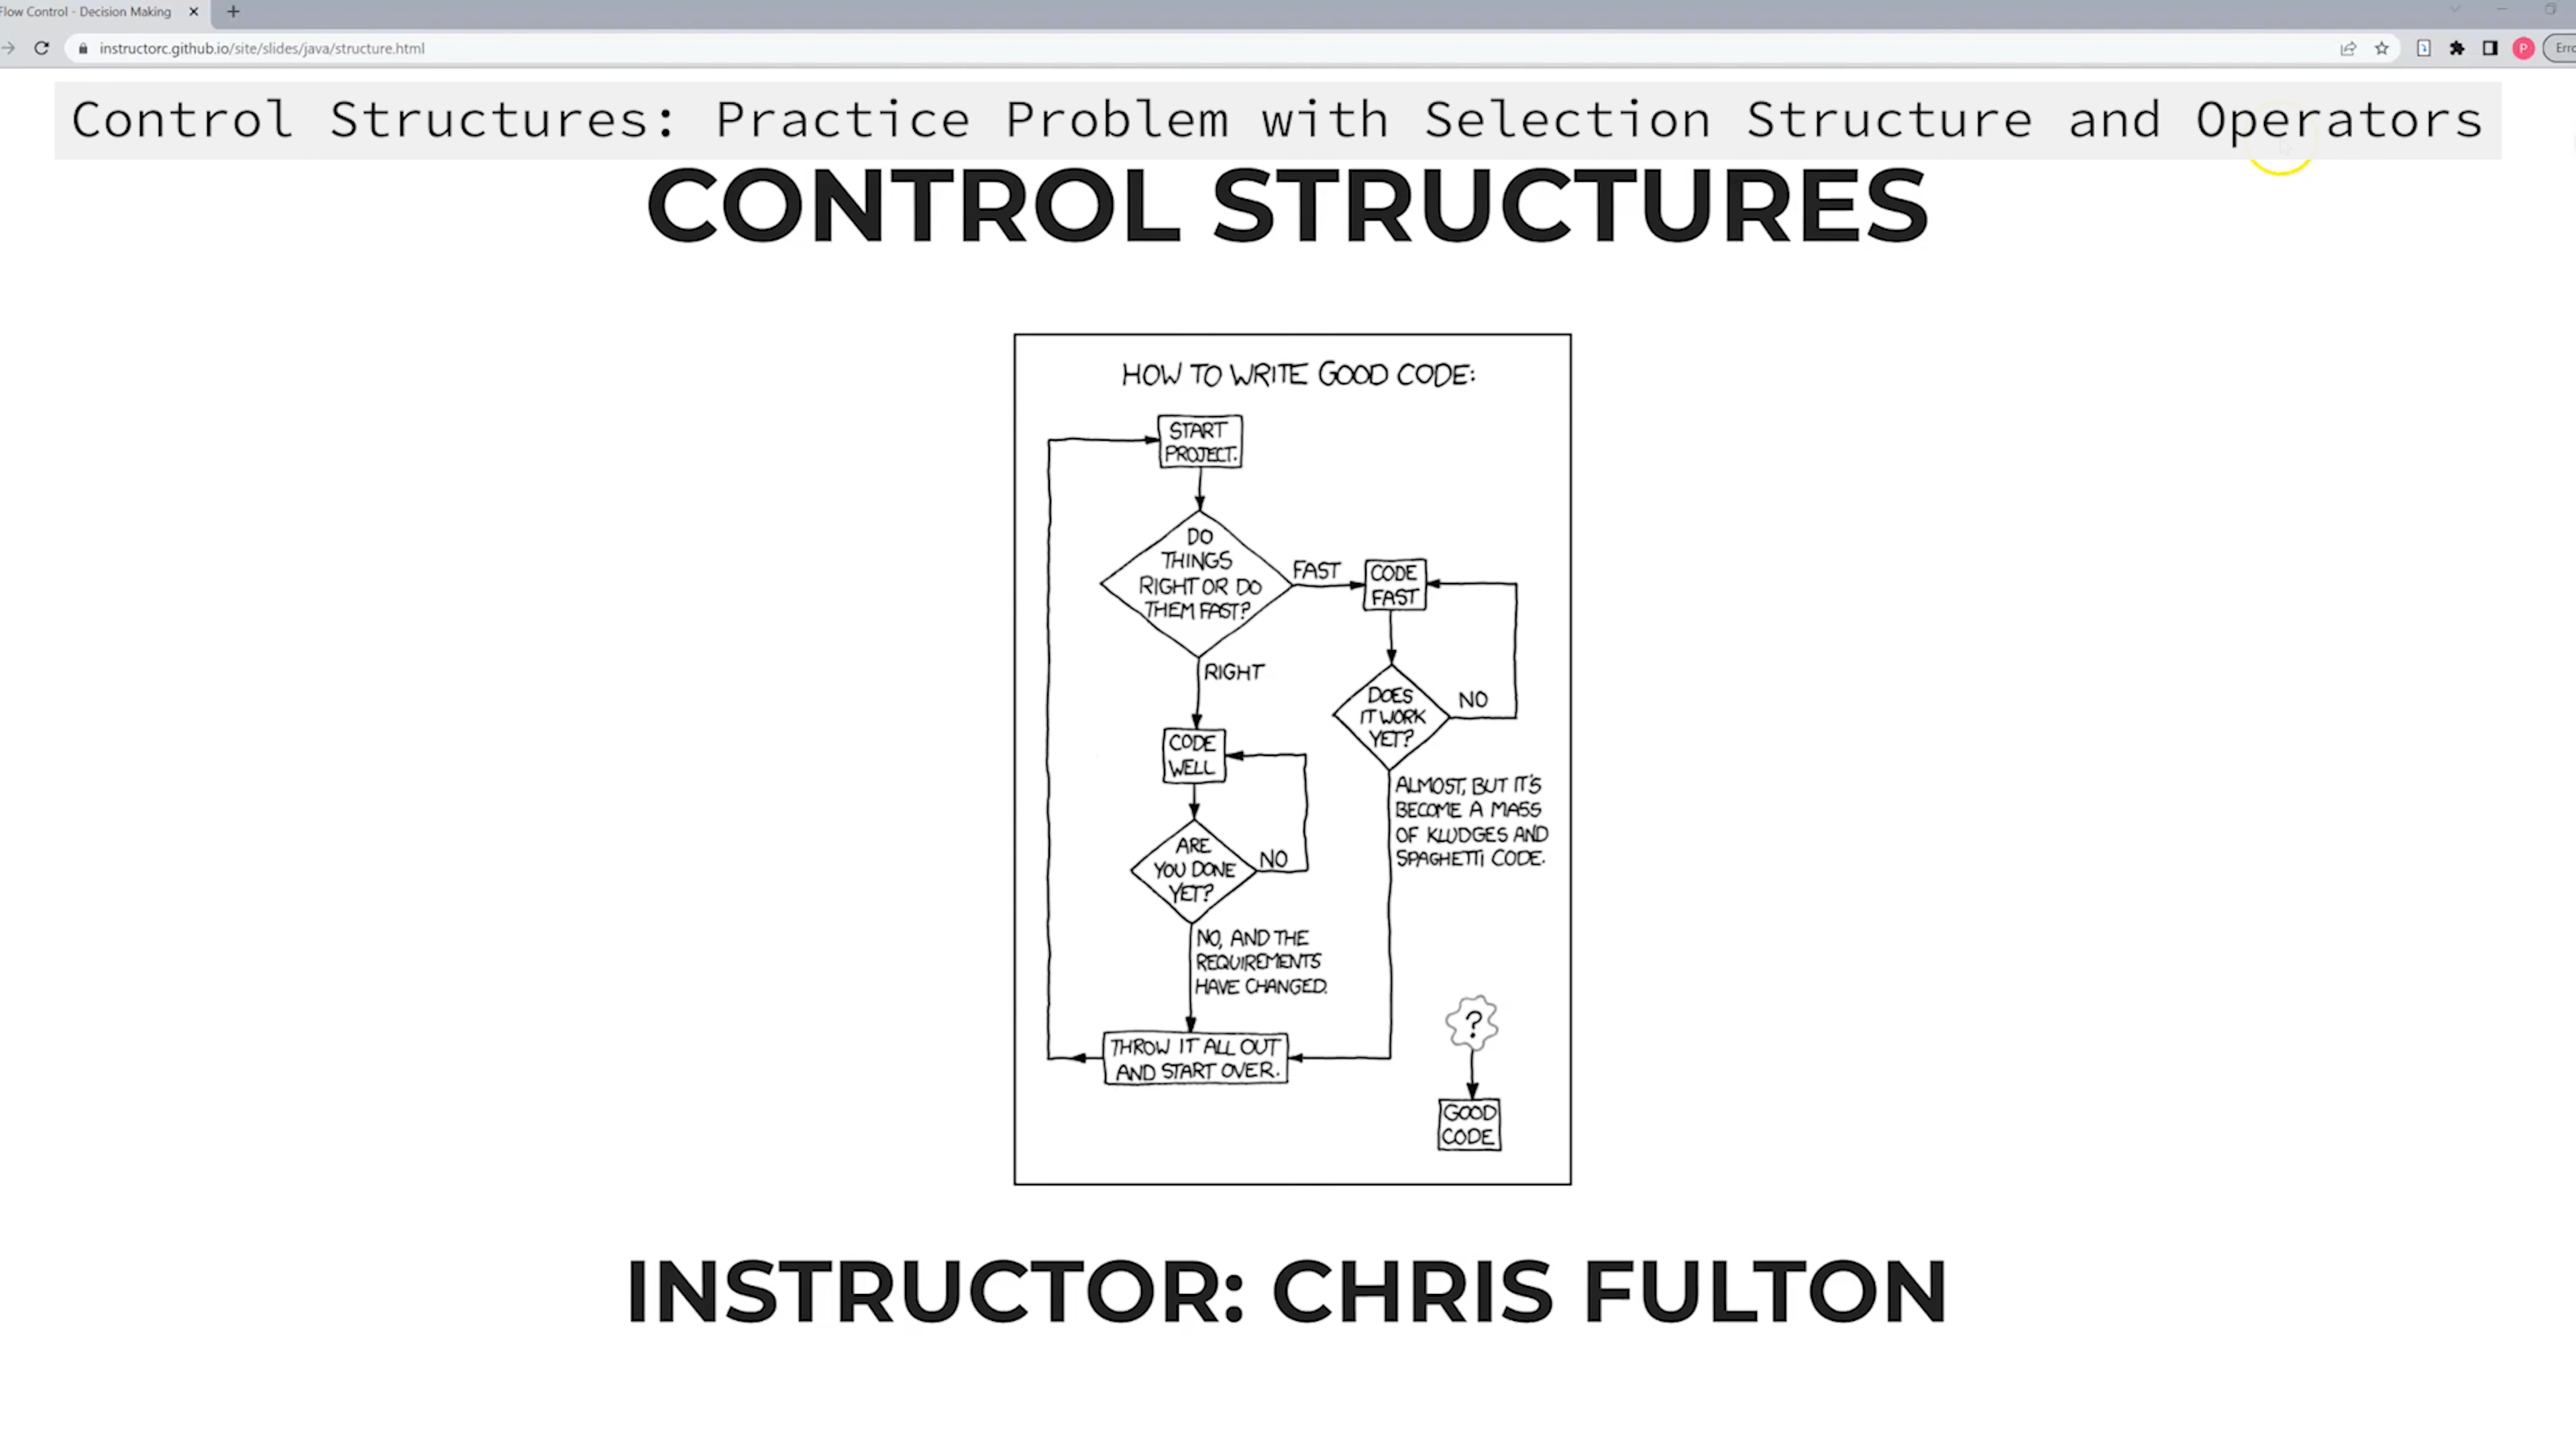 Flow Control - Decision Making
instructorc.github.io/site/slides/java/structure.html
P
Control Structures: Practice Problem with Selection Structure and Operators
CONTROL STRUCTURES
HOW TO WRITE GOOD CODE:
START
PROJECT.
DO
THINGS
RIGHT OR DO
THEM FAST?
FAST
CODE
FAST
RIGHT
DOES
IT WORK
YET?
NO
CODE
WELL
ALMOST, BUT IT'S
BECOME A MASS
OF KLUDGES AND
SPAGHETTI CODE.
ARE
YOU DONE
YET?
NO
NO, AND THE
REQUIREMENTS
HAVE CHANGED.
THROW IT ALL OUT
AND START OVER.
?
GOOD
CODE
INSTRUCTOR: CHRIS FULTON